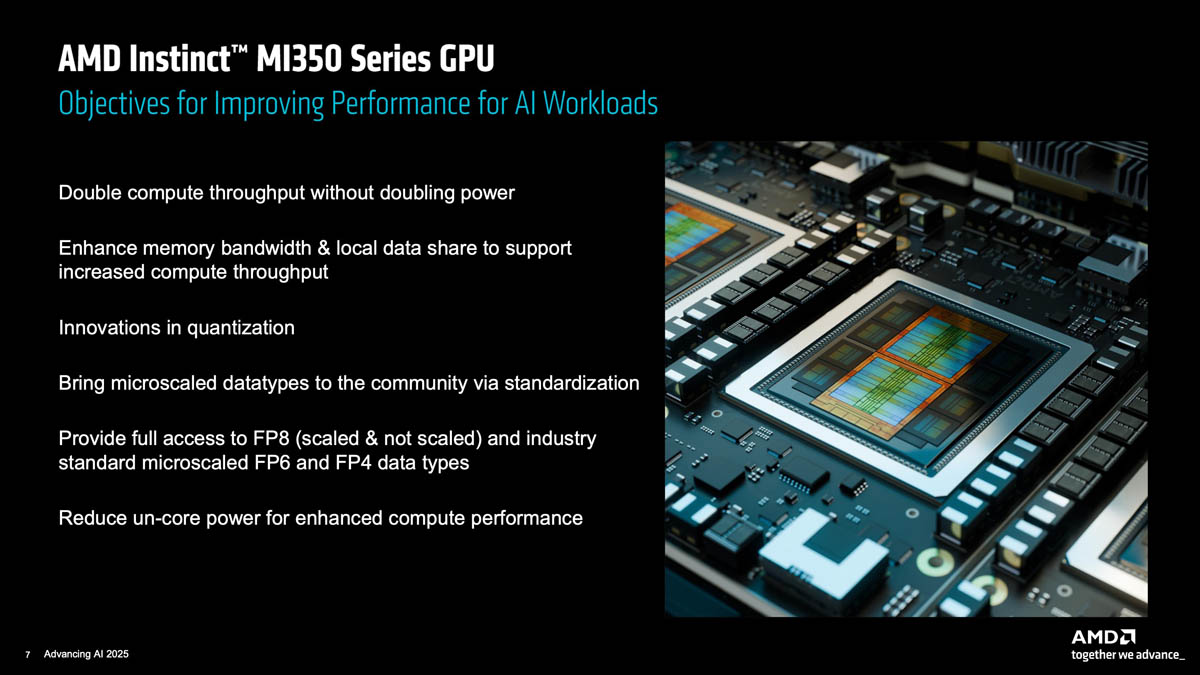 AMD Instinct™ MI350 Series GPU
Objectives for Improving Performance for AI Workloads
Double compute throughput without doubling power
Enhance memory bandwidth & local data share to support
increased compute throughput
Innovations in quantization
Bring microscaled datatypes to the community via standardization
Provide full access to FP8 (scaled & not scaled) and industry
standard microscaled FP6 and FP4 data types
Reduce un-core power for enhanced compute performance
7 Advancing AI 2025
AMD
together we advance_